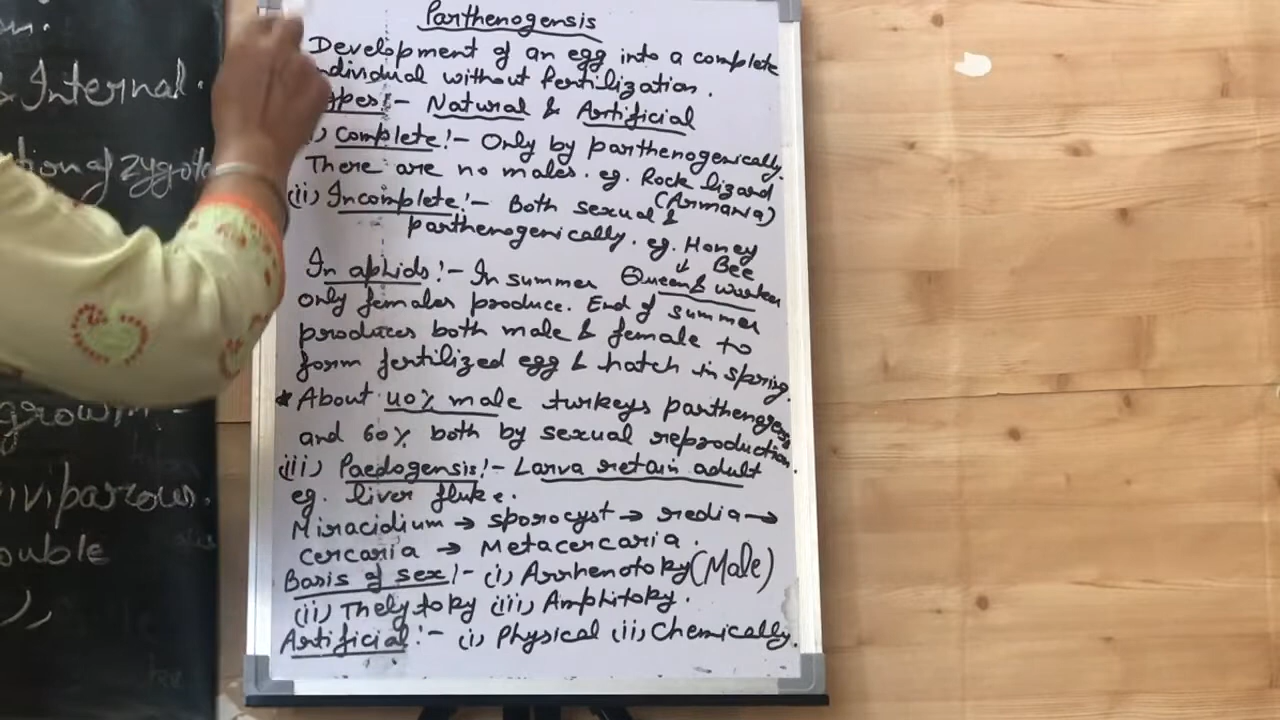 & Internal.
tion of zygote
growth -
viviparous.
ouble
Parthenogensis
Development of an egg into a complete
individual without fertilization.
Types:- Natural & Artificial
(i) Complete:- Only by parthenogenically.
There are no males. eg. Rock lizard
(Armania)
(ii) Incomplete:- Both sexual &
parthenogenically. eg. Honey
Bee
In aphids:- In summer Queen & worker
only females produce. End of summer
produces both male & female to
form fertilized egg & hatch in spring.
* About 40% male turkeys parthenogens
and 60% both by sexual reproduction.
(iii) Paedogensis:- Larva retain adult
eg. liver fluke.
Miracidium → sporocyst → redia →
cercaria → Metacercaria.
Basis of sex:- (i) Arrhenotoky (Male)
(ii) Thelytoky (iii) Amphitoky.
Artificial:- (i) Physical (ii) Chemically.